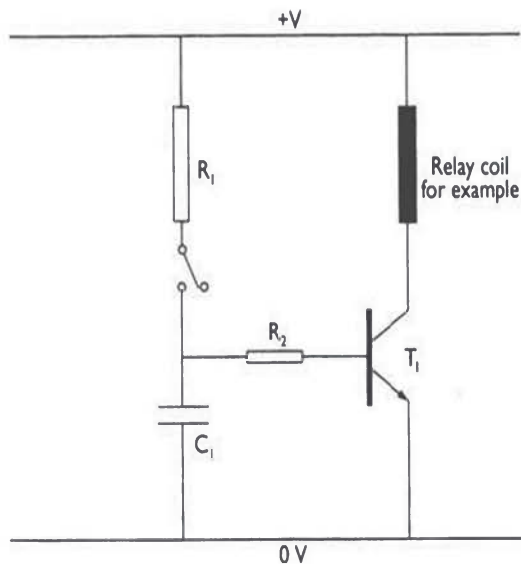 +V
R₁
Relay coil
for example
R₂
T₁
C₁
0 V